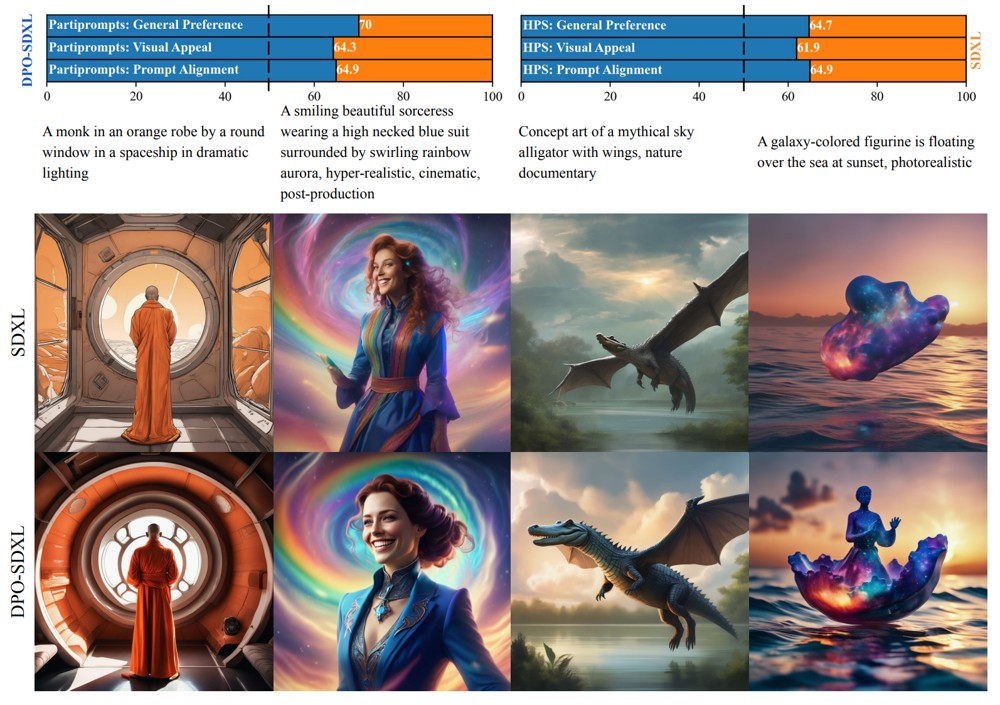 DPO-SDXL
Partiprompts: General Preference 70
Partiprompts: Visual Appeal 64.3
Partiprompts: Prompt Alignment 64.9
0 20 40 60 80 100
HPS: General Preference 64.7
HPS: Visual Appeal 61.9
HPS: Prompt Alignment 64.9
0 20 40 60 80 100
SDXL
A monk in an orange robe by a round
window in a spaceship in dramatic
lighting
A smiling beautiful sorceress
wearing a high necked blue suit
surrounded by swirling rainbow
aurora, hyper-realistic, cinematic,
post-production
Concept art of a mythical sky
alligator with wings, nature
documentary
A galaxy-colored figurine is floating
over the sea at sunset, photorealistic
SDXL
DPO-SDXL